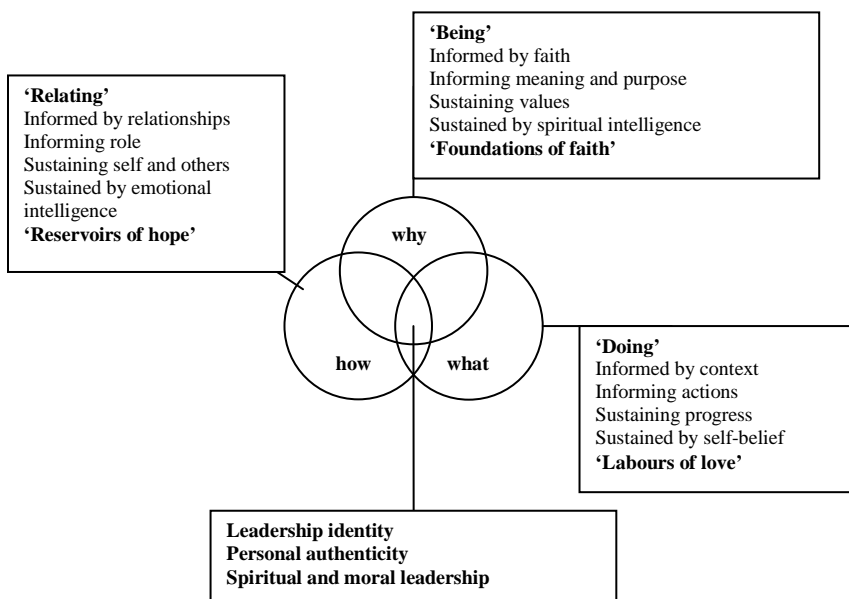 ‘Being’
Informed by faith
Informing meaning and purpose
Sustaining values
Sustained by spiritual intelligence
‘Foundations of faith’
‘Relating’
Informed by relationships
Informing role
Sustaining self and others
Sustained by emotional
intelligence
‘Reservoirs of hope’
why
how
what
‘Doing’
Informed by context
Informing actions
Sustaining progress
Sustained by self-belief
‘Labours of love’
Leadership identity
Personal authenticity
Spiritual and moral leadership